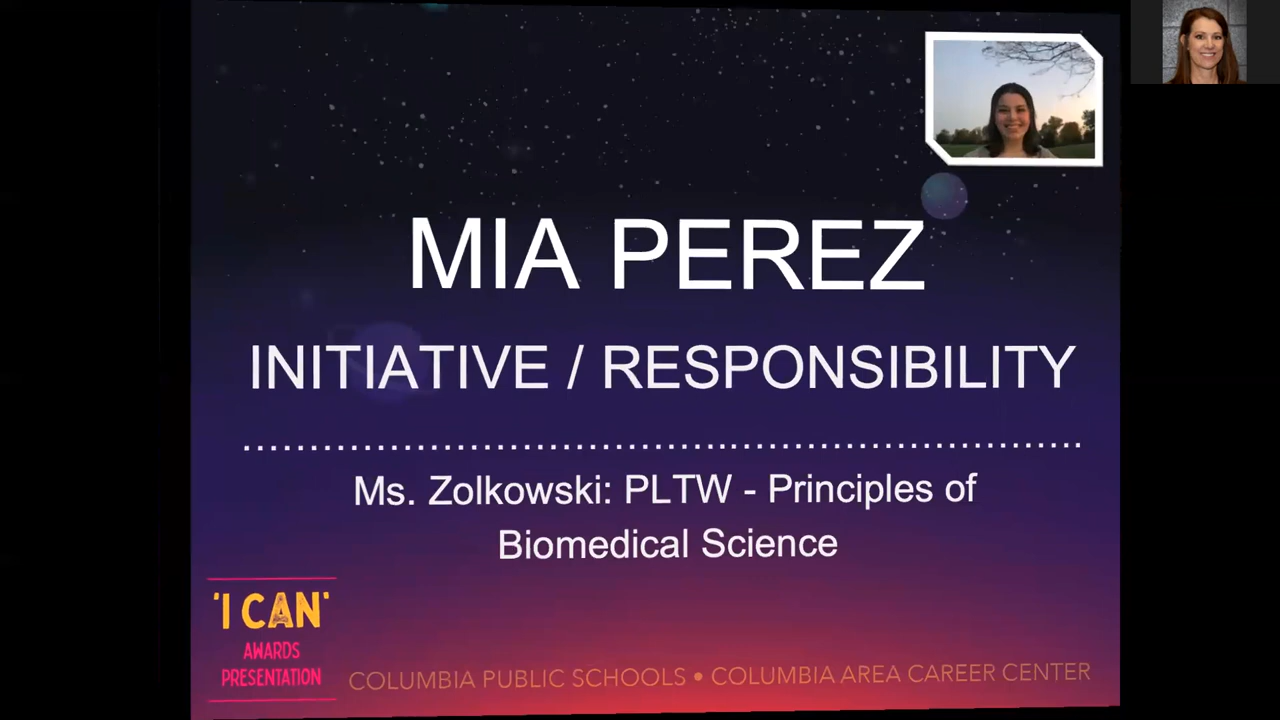 MIA PEREZ
INITIATIVE / RESPONSIBILITY
Ms. Zolkowski: PLTW - Principles of
Biomedical Science
'I CAN'
AWARDS
PRESENTATION
COLUMBIA PUBLIC SCHOOLS • COLUMBIA AREA CAREER CENTER